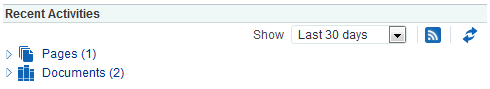 Recent Activities
Show Last 30 days
Pages (1)
Documents (2)